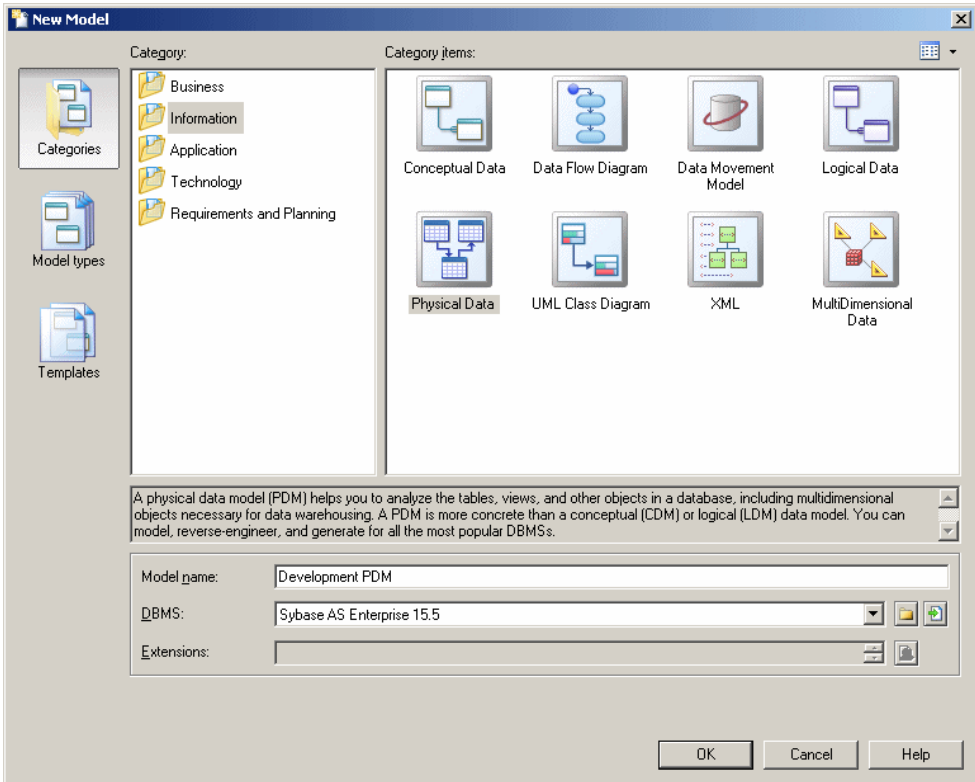 New Model
Category:
Category items:
Categories
Model types
Templates
Business
Information
Application
Technology
Requirements and Planning
Conceptual Data
Data Flow Diagram
Data Movement
Model
Logical Data
Physical Data
UML Class Diagram
XML
MultiDimensional
Data
A physical data model (PDM) helps you to analyze the tables, views, and other objects in a database, including multidimensional
objects necessary for data warehousing. A PDM is more concrete than a conceptual (CDM) or logical (LDM) data model. You can
model, reverse-engineer, and generate for all the most popular DBMSs.
Model name:
Development PDM
DBMS:
Sybase AS Enterprise 15.5
Extensions:
OK
Cancel
Help